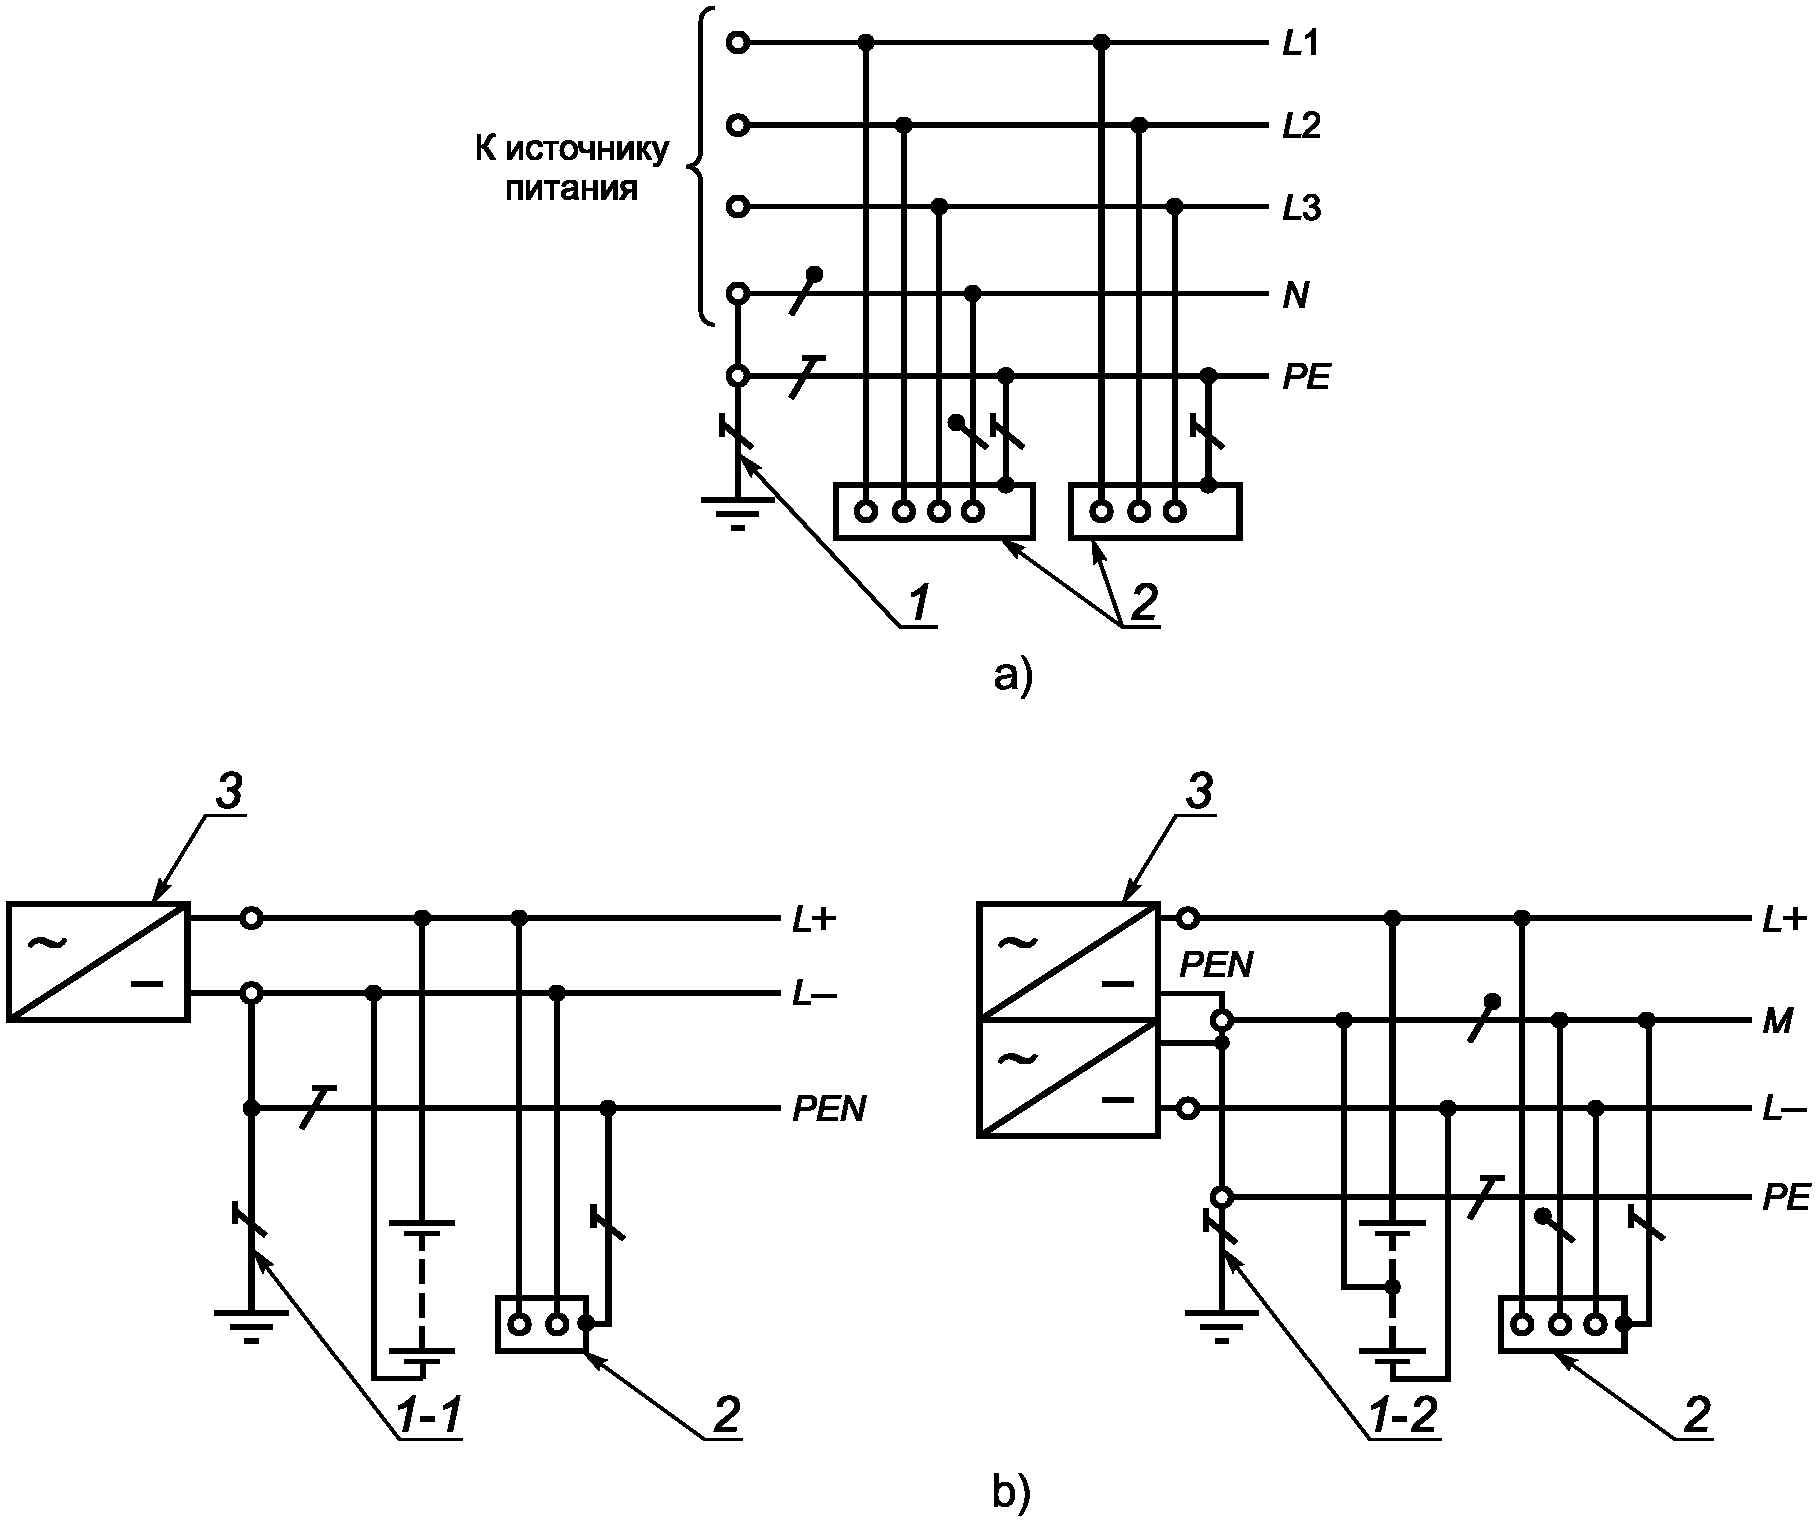 L1
L2
К источнику
питания
L3
N
PE
1
2
a)
3
3
L+
L+
PEN
L–
M
PEN
L–
PE
1-1
2
1-2
2
b)